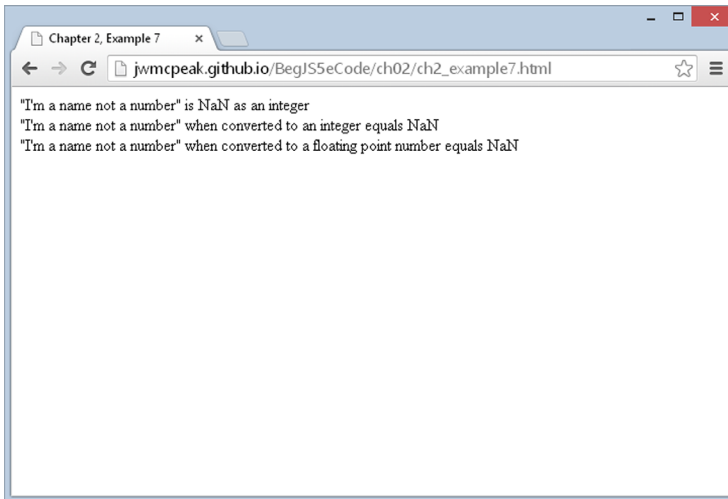 Chapter 2, Example 7
jwmcpeak.github.io/BegJS5eCode/ch02/ch2_example7.html
"I'm a name not a number" is NaN as an integer
"I'm a name not a number" when converted to an integer equals NaN
"I'm a name not a number" when converted to a floating point number equals NaN